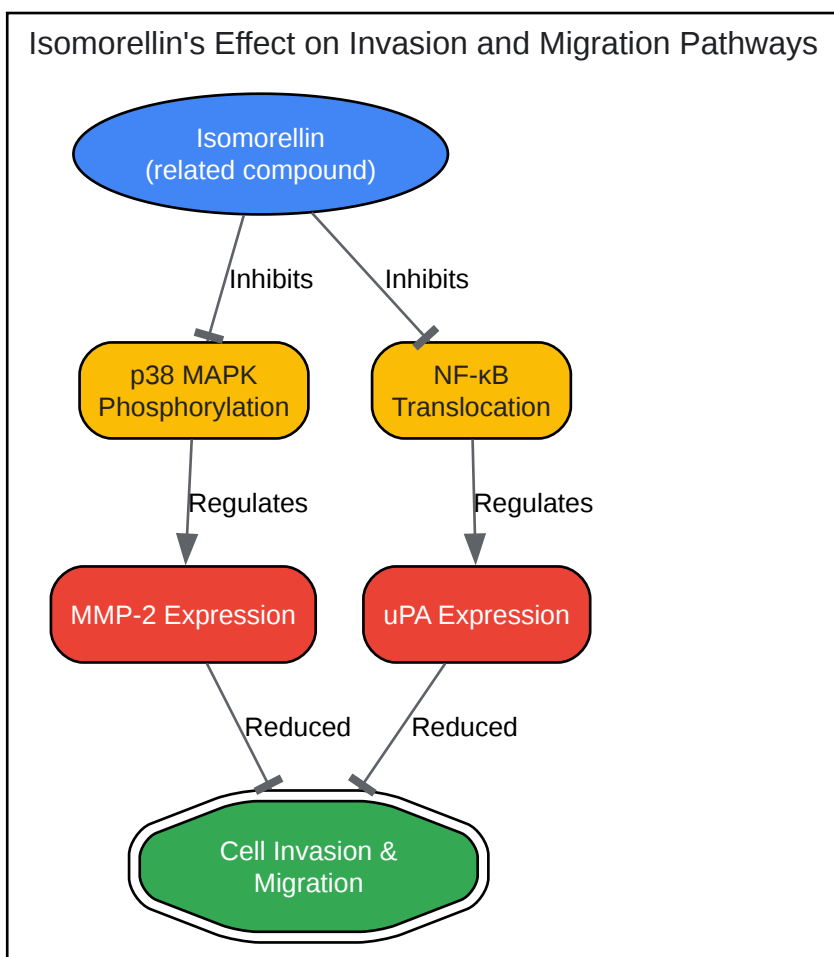 Isomorellin's Effect on Invasion and Migration Pathways
Isomorellin
(related compound)
Inhibits
Inhibits
p38 MAPK
Phosphorylation
NF-κB
Translocation
Regulates
Regulates
MMP-2 Expression
uPA Expression
Reduced
Reduced
Cell Invasion &
Migration